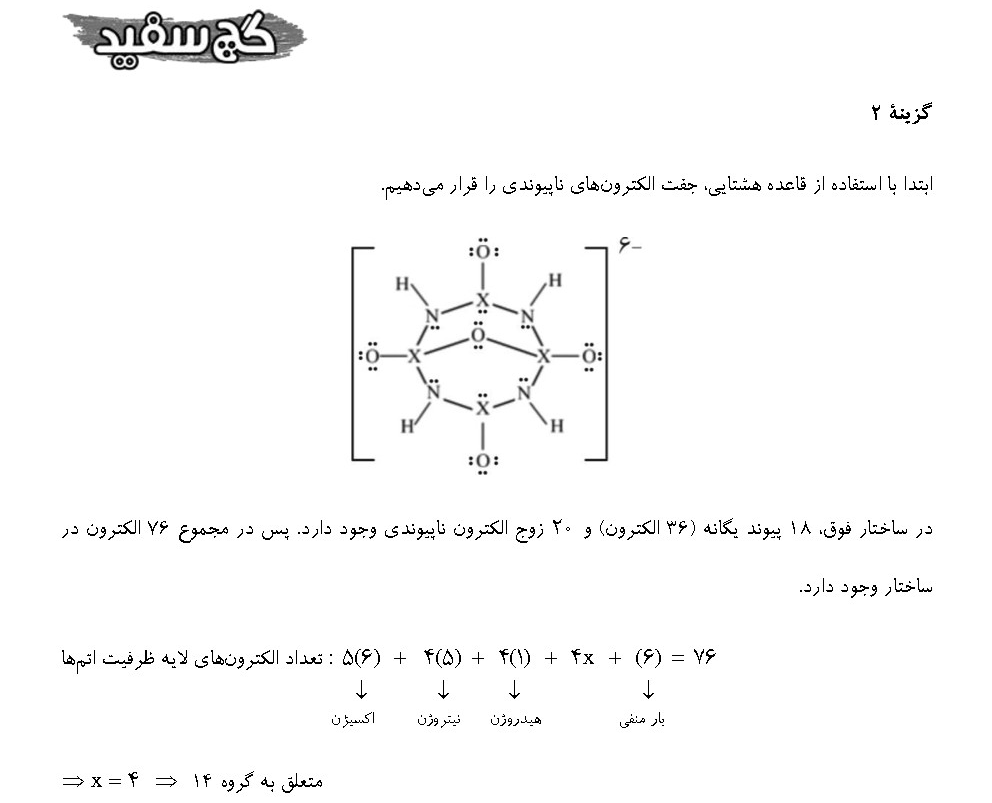 گچ سفید
گزینهٔ ۲
ابتدا با استفاده از قاعده هشتایی، جفت الکترون‌های ناپیوندی را قرار می‌دهیم.
۶–
:Ö:
H H
X
N N
O
:O X X O:
N N
X
H H
:O:
در ساختار فوق، ۱۸ پیوند یگانه (۳۶ الکترون) و ۲۰ زوج الکترون ناپیوندی وجود دارد. پس در مجموع ۷۶ الکترون در
ساختار وجود دارد.
تعداد الکترون‌های لایه ظرفیت اتم‌ها : ۵(۶) + ۴(۵) + ۴(۱) + ۴x + (۶) = ۷۶
↓ ↓ ↓ ↓
اکسیژن نیتروژن هیدروژن بار منفی
⇒ x = ۴ ⇒ متعلق به گروه ۱۴